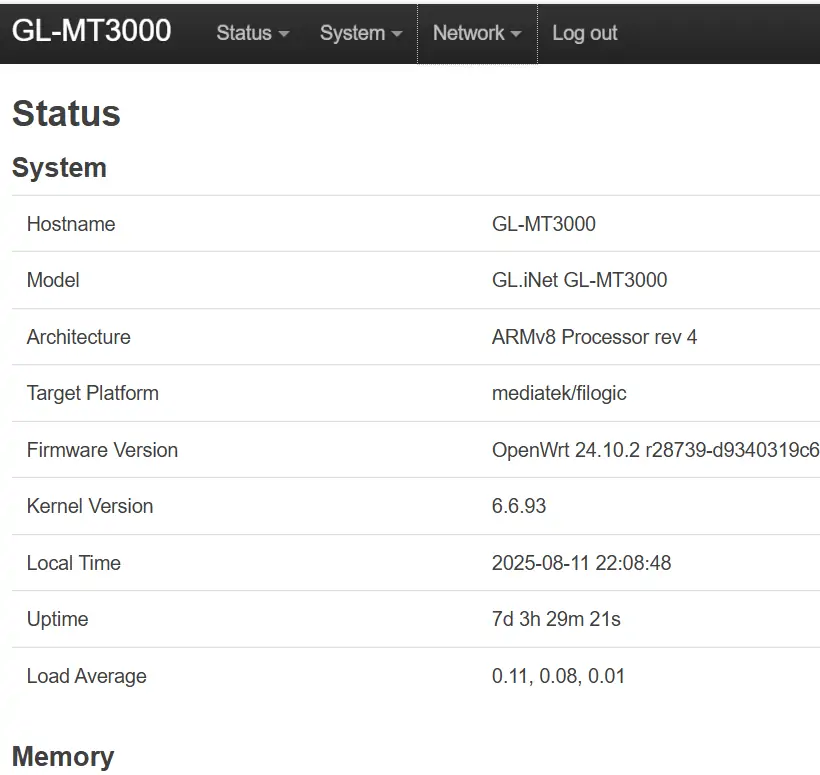 GL-MT3000 Status System Network Log out
Status
System
Hostname GL-MT3000
Model GL.iNet GL-MT3000
Architecture ARMv8 Processor rev 4
Target Platform mediatek/filogic
Firmware Version OpenWrt 24.10.2 r28739-d9340319c6
Kernel Version 6.6.93
Local Time 2025-08-11 22:08:48
Uptime 7d 3h 29m 21s
Load Average 0.11, 0.08, 0.01
Memory